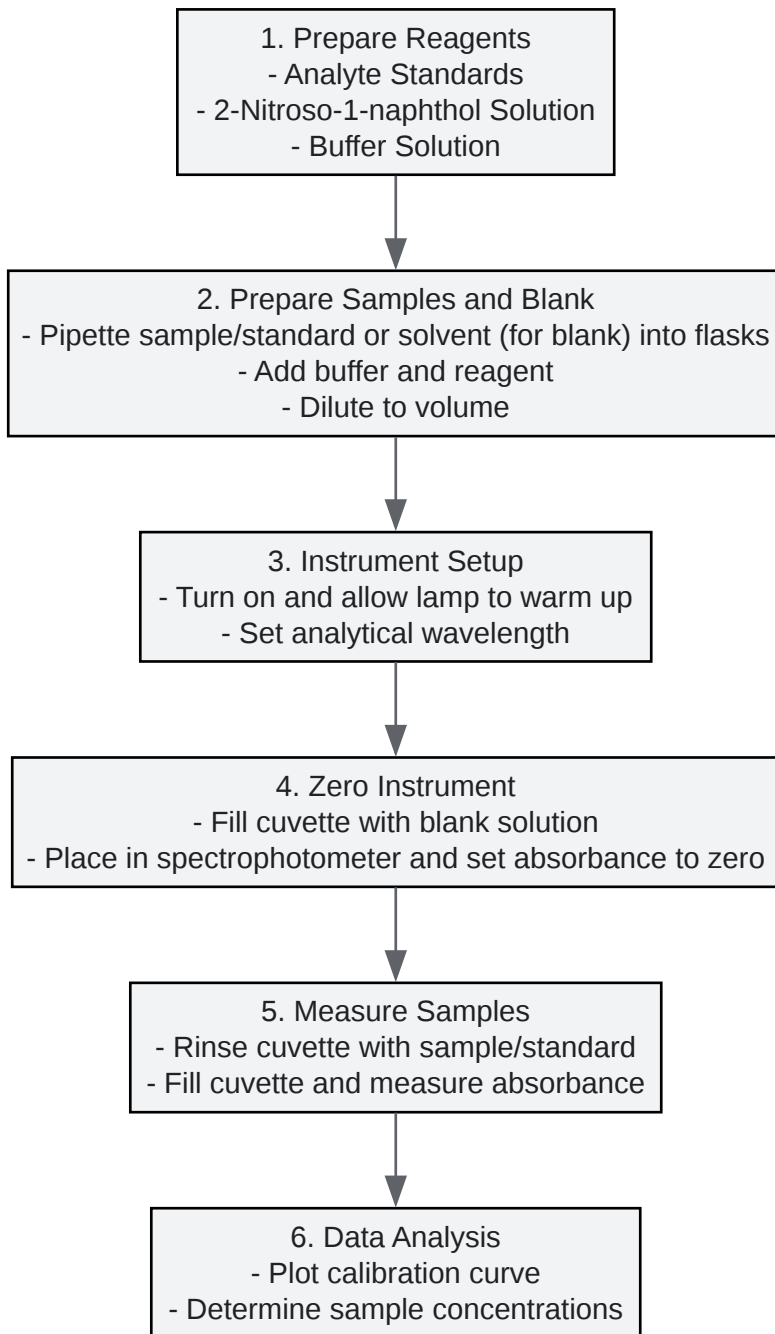 1. Prepare Reagents
- Analyte Standards
- 2-Nitroso-1-naphthol Solution
- Buffer Solution
2. Prepare Samples and Blank
- Pipette sample/standard or solvent (for blank) into flasks
- Add buffer and reagent
- Dilute to volume
3. Instrument Setup
- Turn on and allow lamp to warm up
- Set analytical wavelength
4. Zero Instrument
- Fill cuvette with blank solution
- Place in spectrophotometer and set absorbance to zero
5. Measure Samples
- Rinse cuvette with sample/standard
- Fill cuvette and measure absorbance
6. Data Analysis
- Plot calibration curve
- Determine sample concentrations